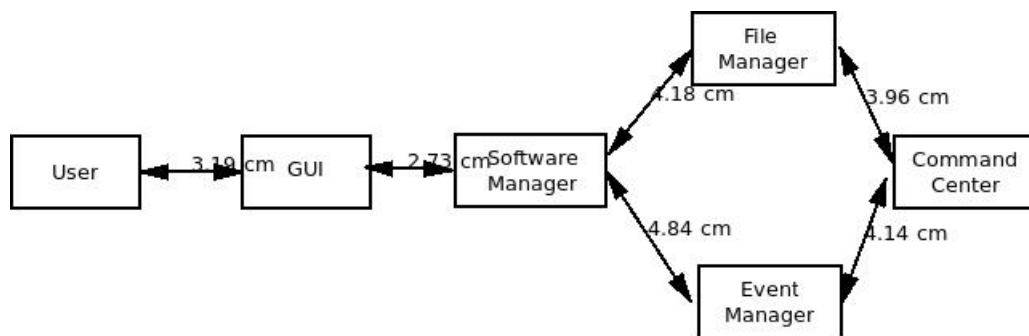 User
3.19 cm
GUI
2.73 cm
Software
Manager
File
Manager
4.18 cm
3.96 cm
4.84 cm
4.14 cm
Event
Manager
Command
Center